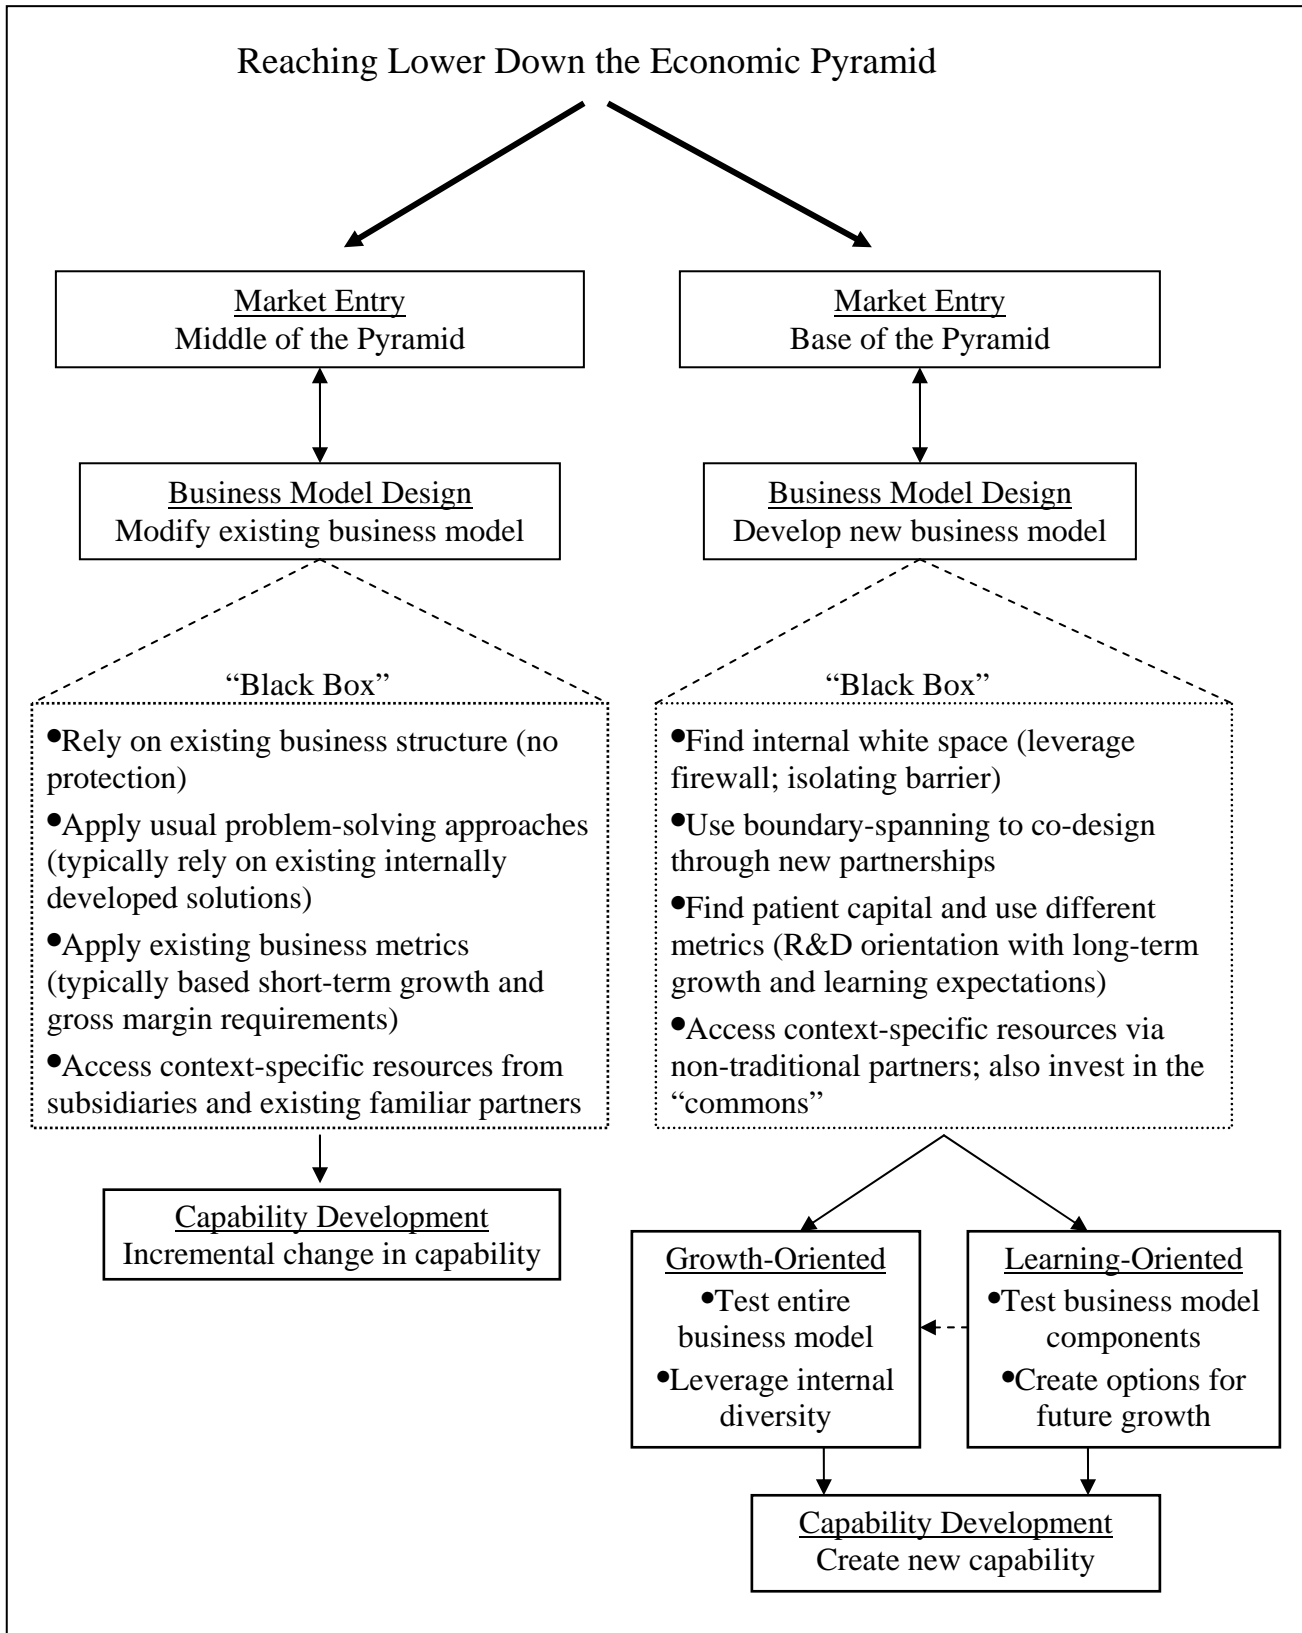 Reaching Lower Down the Economic Pyramid
Market Entry
Middle of the Pyramid
Business Model Design
Modify existing business model
“Black Box”
•Rely on existing business structure (no
protection)
•Apply usual problem-solving approaches
(typically rely on existing internally
developed solutions)
•Apply existing business metrics
(typically based short-term growth and
gross margin requirements)
•Access context-specific resources from
subsidiaries and existing familiar partners
Capability Development
Incremental change in capability
Market Entry
Base of the Pyramid
Business Model Design
Develop new business model
“Black Box”
•Find internal white space (leverage
firewall; isolating barrier)
•Use boundary-spanning to co-design
through new partnerships
•Find patient capital and use different
metrics (R&D orientation with long-term
growth and learning expectations)
•Access context-specific resources via
non-traditional partners; also invest in the
“commons”
Growth-Oriented
•Test entire
business model
•Leverage internal
diversity
Learning-Oriented
•Test business model
components
•Create options for
future growth
Capability Development
Create new capability